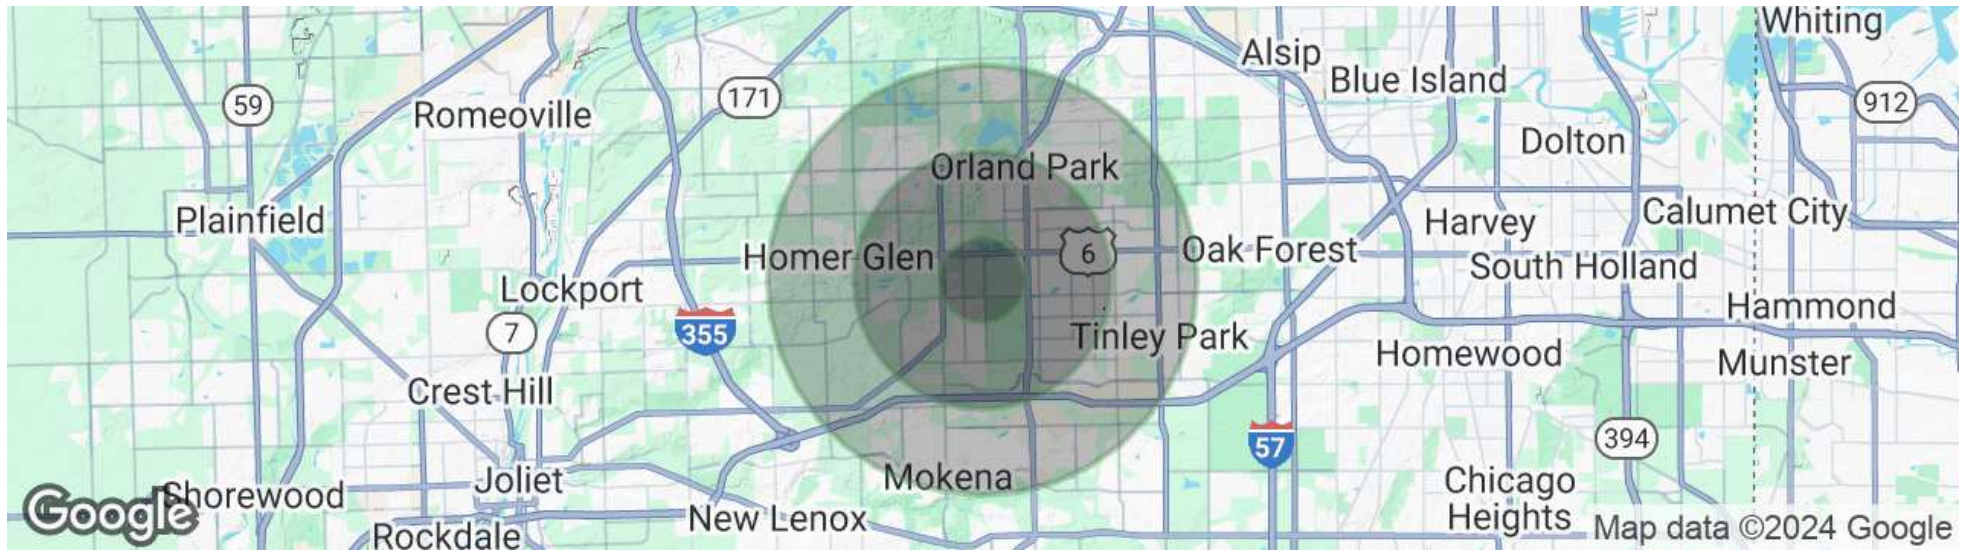 Whiting
Alsip
Blue Island
59
171
912
Romeoville
Dolton
Orland Park
Plainfield
Harvey
Calumet City
Homer Glen
6
Oak Forest
South Holland
Lockport
Hammond
7
355
Tinley Park
Homewood
Munster
Crest Hill
57
394
Mokena
Joliet
Chicago
Heights
Shorewood
Google
New Lenox
Rockdale
Map data ©2024 Google